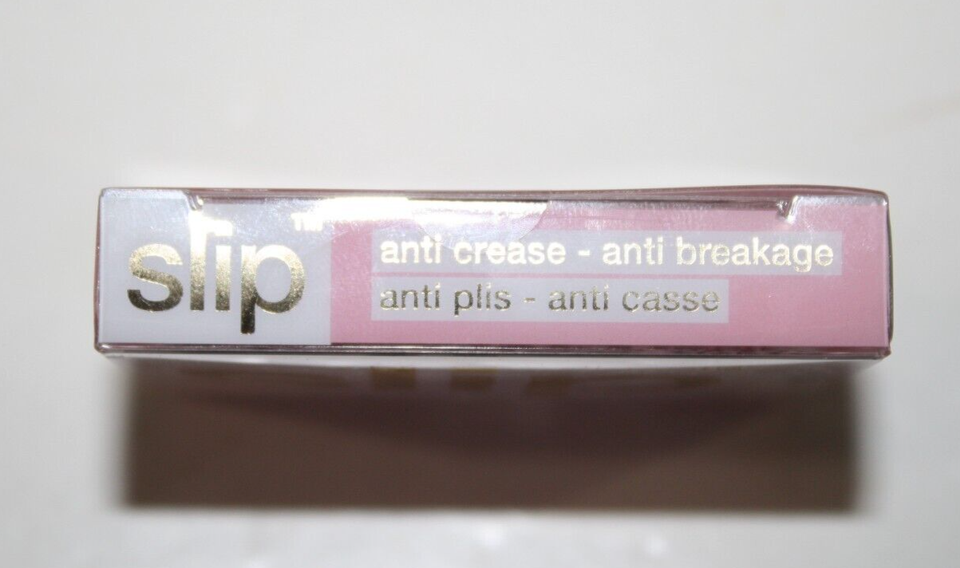 slip™
anti crease - anti breakage
anti plis - anti casse